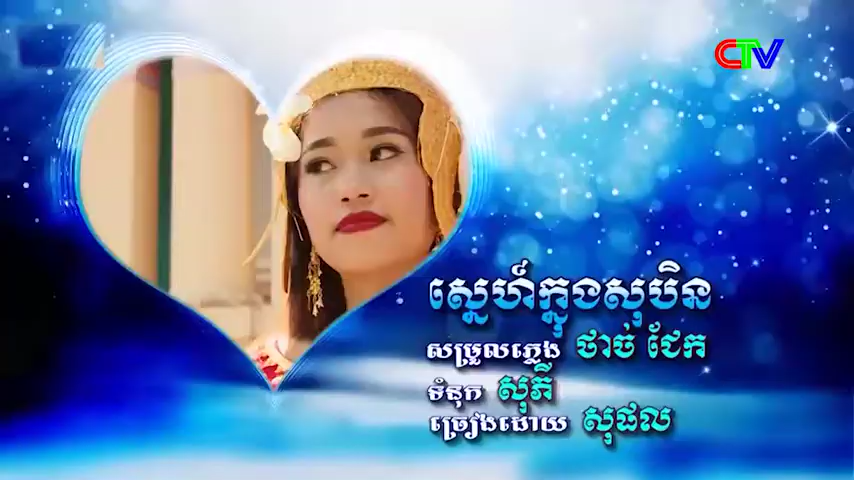 CTV
ស្នេហ៍ក្នុងសុបិន
សម្រួលភ្លេង ថាច់ ជែក
ទំនុក សុភី
ច្រៀងដោយ សុផល